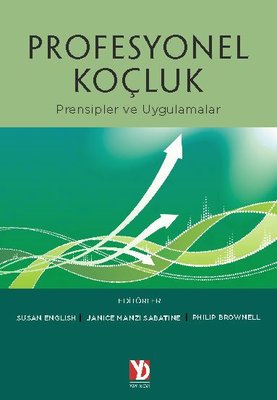 PROFESYONEL
KOÇLUK
Prensipler ve Uygulamalar
EDİTÖRLER
SUSAN ENGLISH | JANICE MANZI SABATINE | PHILIP BROWNELL
YD